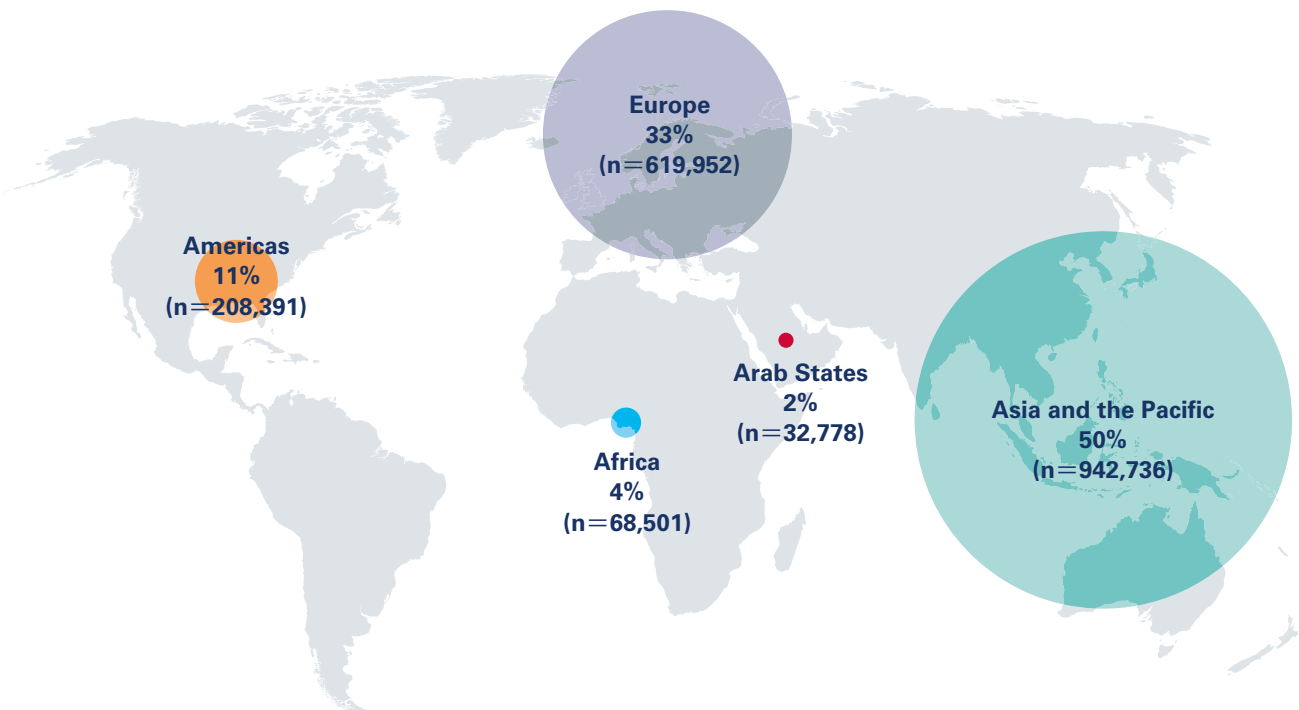 Europe
33%
(n=619,952)
Americas
11%
(n=208,391)
Arab States
2%
(n=32,778)
Asia and the Pacific
50%
(n=942,736)
Africa
4%
(n=68,501)